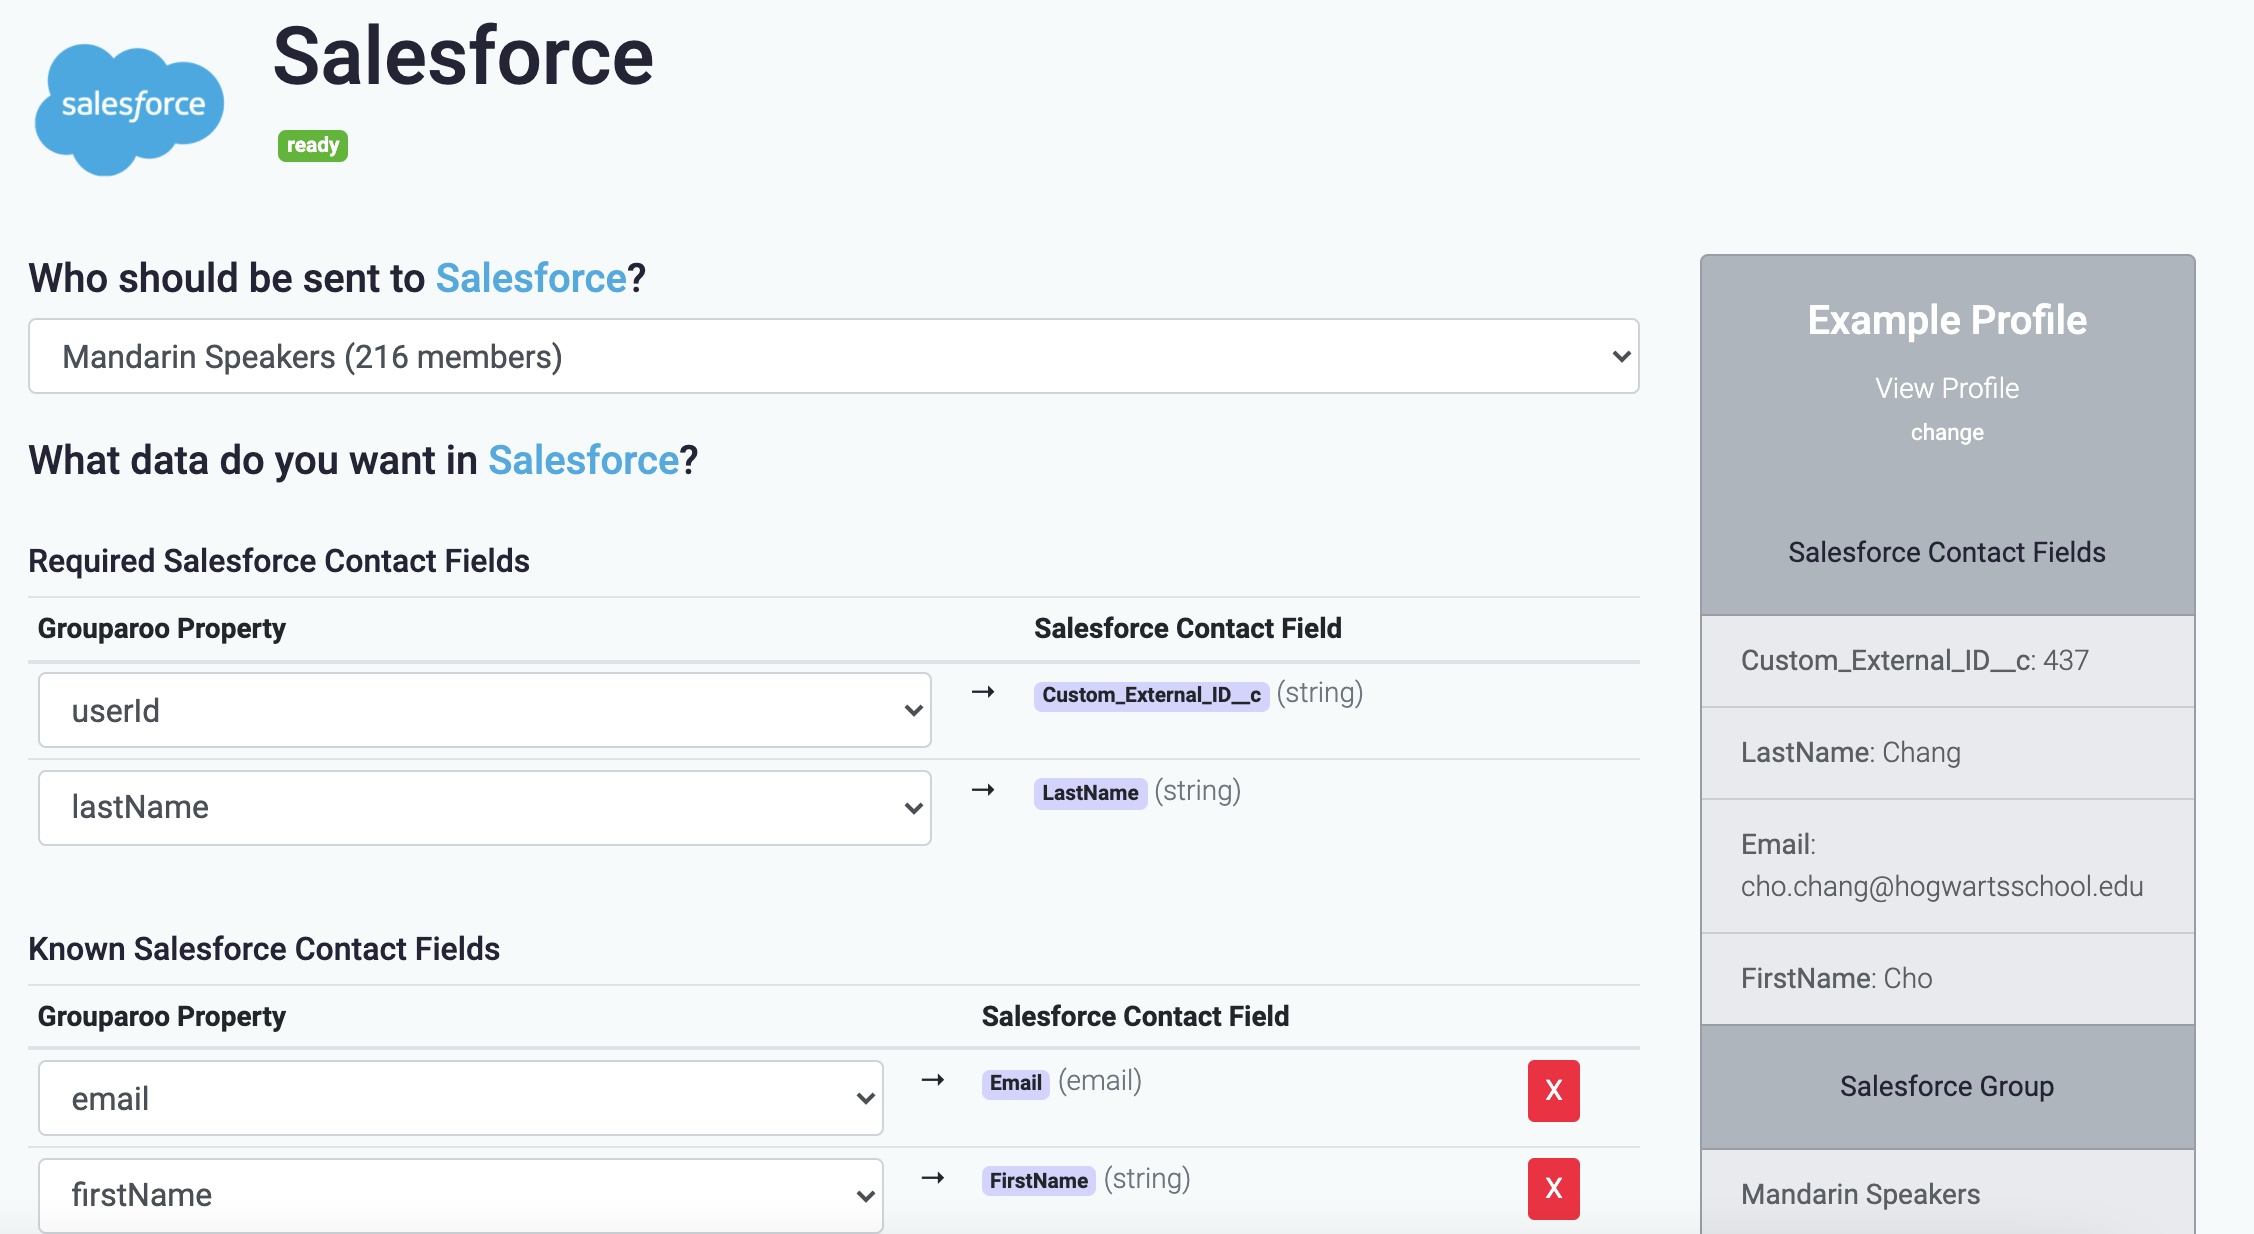 salesforce
Salesforce
ready
Who should be sent to Salesforce?
Mandarin Speakers (216 members)
What data do you want in Salesforce?
Required Salesforce Contact Fields
Grouparoo Property Salesforce Contact Field
userId → Custom_External_ID__c (string)
lastName → LastName (string)
Known Salesforce Contact Fields
Grouparoo Property Salesforce Contact Field
email → Email (email) X
firstName → FirstName (string) X
Example Profile
View Profile
change
Salesforce Contact Fields
Custom_External_ID__c: 437
LastName: Chang
Email:
cho.chang@hogwartsschool.edu
FirstName: Cho
Salesforce Group
Mandarin Speakers